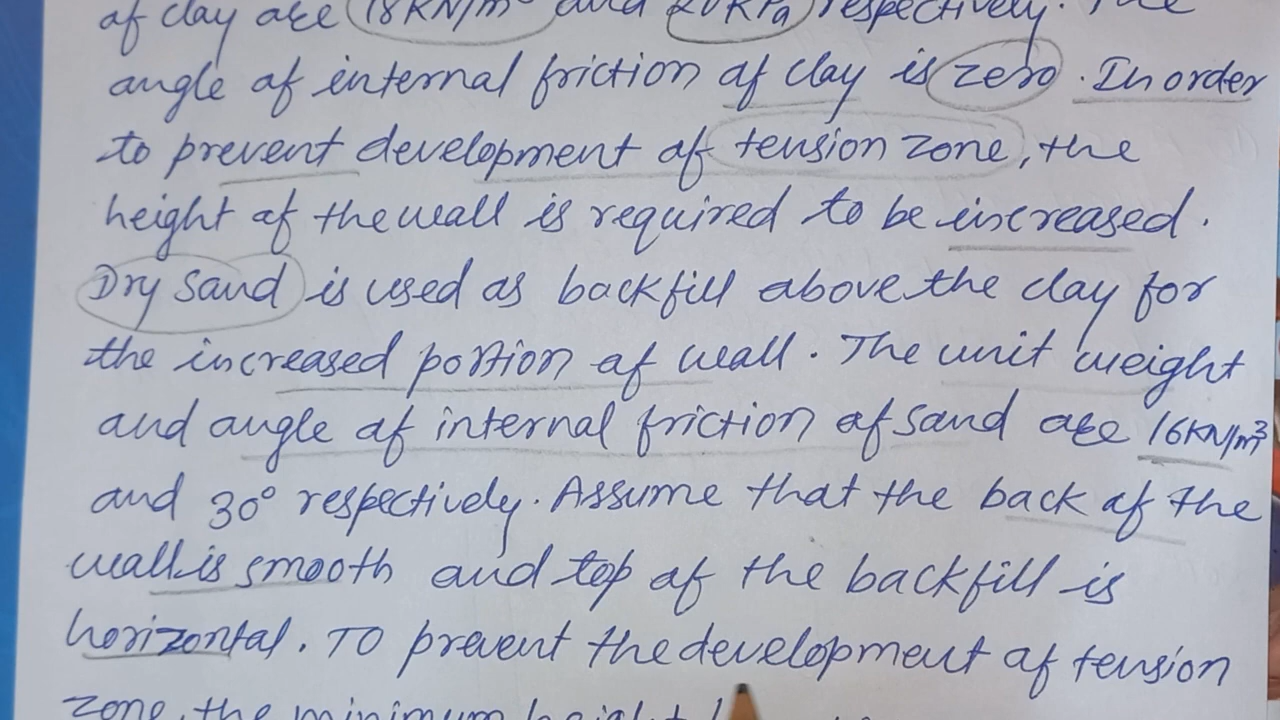 of clay are 18KN/m³ and 20KPa respectively. The
angle of internal friction of clay is zero. In order
to prevent development of tension zone, the
height of the wall is required to be increased.
Dry sand is used as backfill above the clay for
the increased portion of wall. The unit weight
and angle of internal friction of sand are 16KN/m³
and 30° respectively. Assume that the back of the
wall is smooth and top of the backfill is
horizontal. To prevent the development of tension
zone, the minimum height